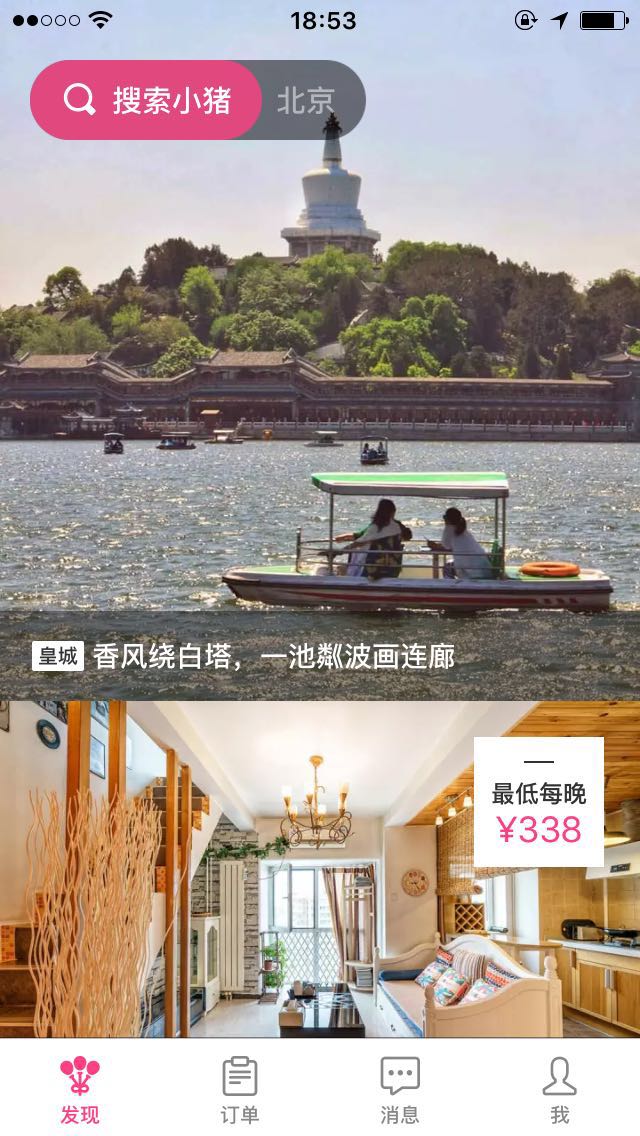 18:53
搜索小猪
北京
皇城 香风绕白塔，一池粼波画连廊
最低每晚
¥338
发现
订单
消息
我